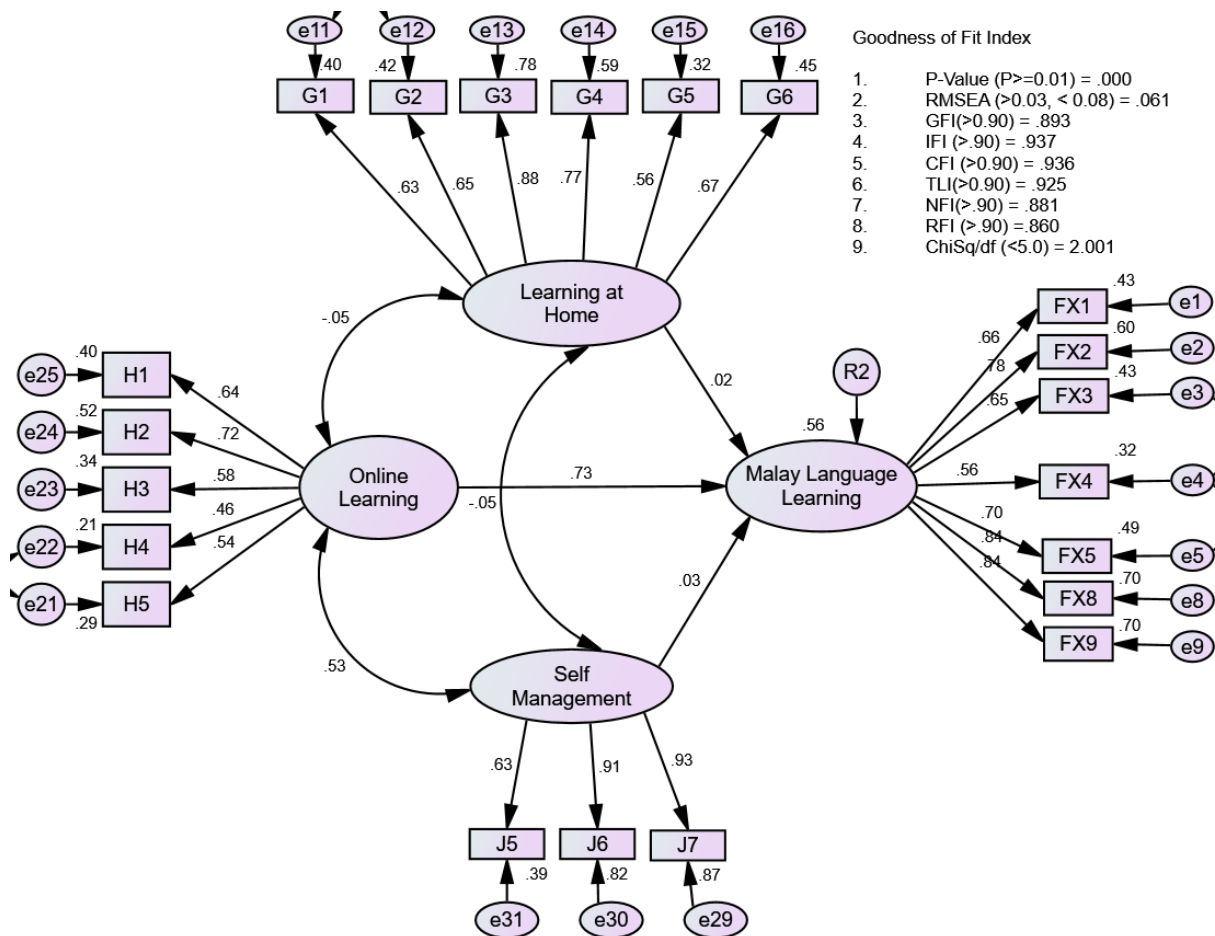 e11 e12 e13 e14 e15 e16
.40 .42 .78 .59 .32 .45
G1 G2 G3 G4 G5 G6
.63 .65 .88 .77 .56 .67
Goodness of Fit Index
1. P-Value (P>=0.01) = .000
2. RMSEA (>0.03, < 0.08) = .061
3. GFI(>0.90) = .893
4. IFI (>.90) = .937
5. CFI (>0.90) = .936
6. TLI(>0.90) = .925
7. NFI(>.90) = .881
8. RFI (>.90) =.860
9. ChiSq/df (<5.0) = 2.001
Learning at
Home
-.05
.02
-.05
e25 .40 H1 .64
e24 .52 H2 .72
e23 .34 H3 .58
e22 .21 H4 .46
e21 .29 H5 .54
Online
Learning
.73
R2
.56
Malay Language
Learning
.66 FX1 .43 e1
.78 FX2 .60 e2
.65 FX3 .43 e3
.56 FX4 .32 e4
.70 FX5 .49 e5
.84 FX8 .70 e8
.84 FX9 .70 e9
.03
.53
Self
Management
.63 .91 .93
J5 J6 J7
.39 .82 .87
e31 e30 e29